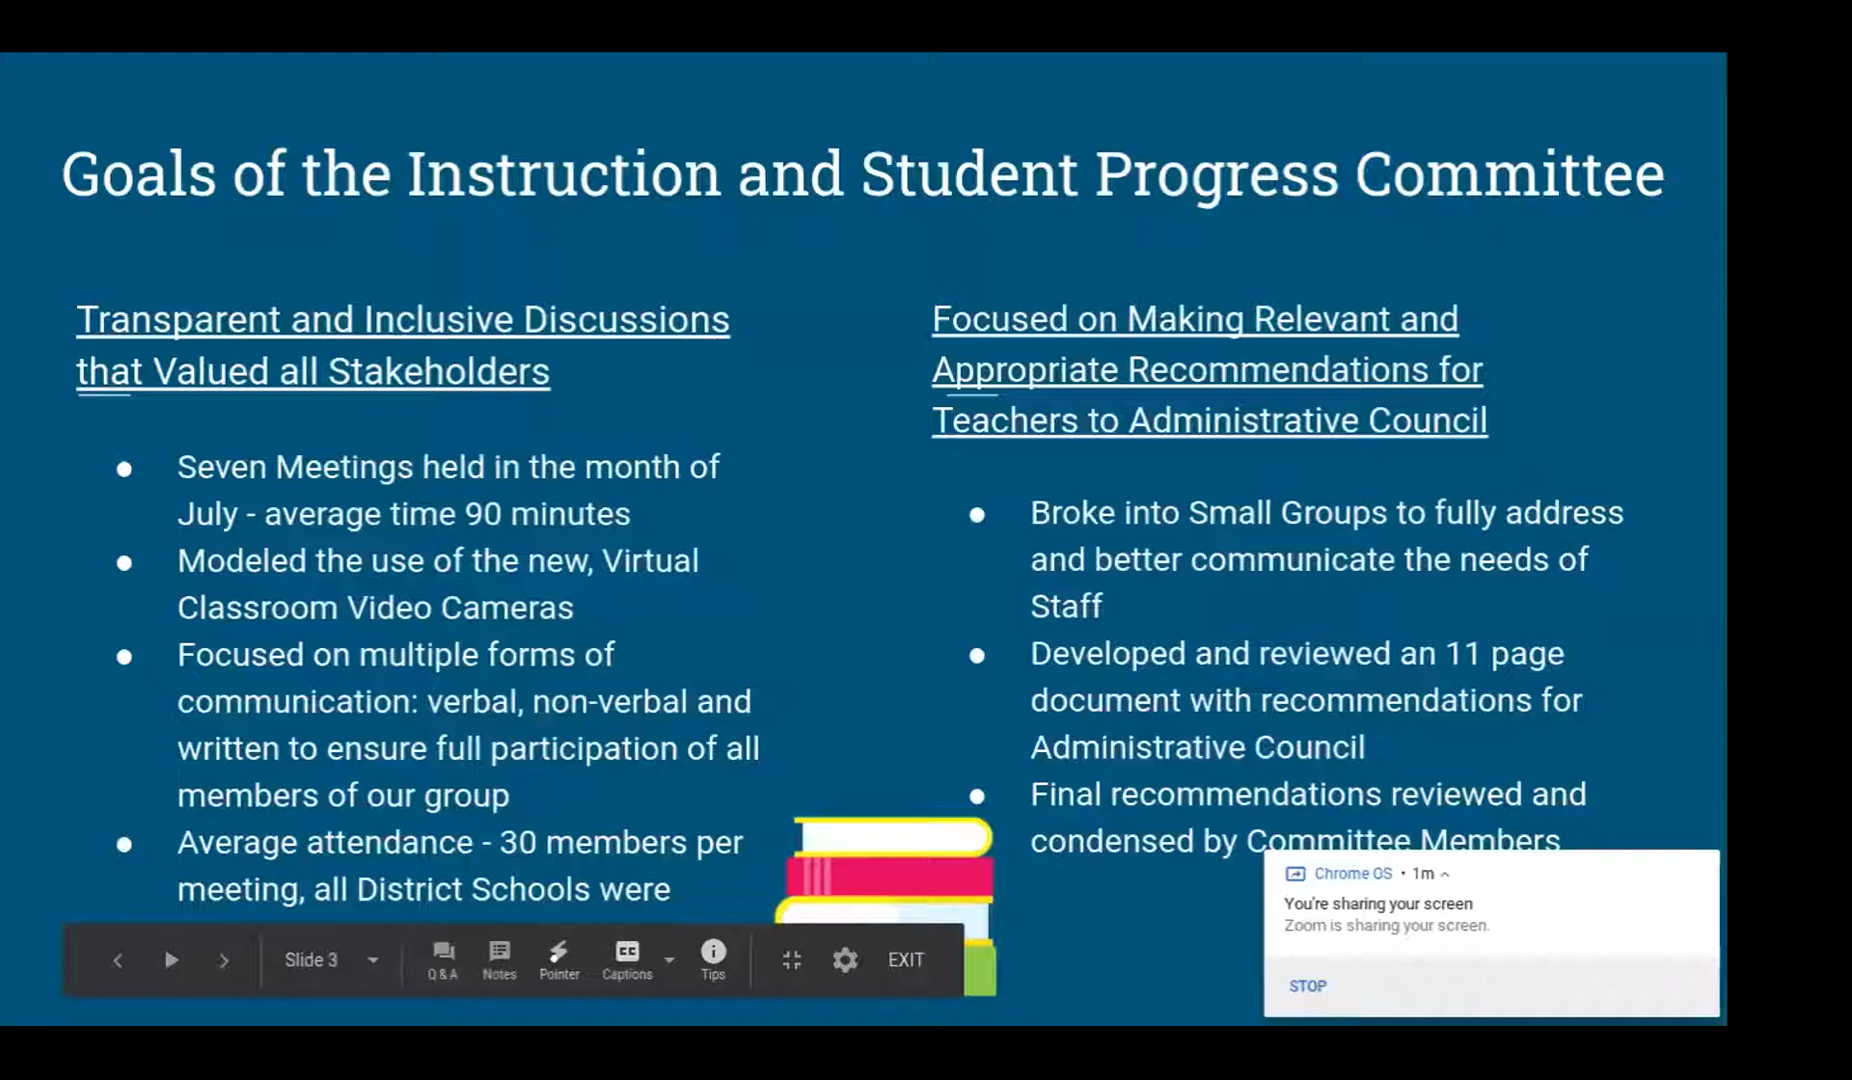 Goals of the Instruction and Student Progress Committee
Transparent and Inclusive Discussions
that Valued all Stakeholders
● Seven Meetings held in the month of
July - average time 90 minutes
● Modeled the use of the new, Virtual
Classroom Video Cameras
● Focused on multiple forms of
communication: verbal, non-verbal and
written to ensure full participation of all
members of our group
● Average attendance - 30 members per
meeting, all District Schools were
Focused on Making Relevant and
Appropriate Recommendations for
Teachers to Administrative Council
● Broke into Small Groups to fully address
and better communicate the needs of
Staff
● Developed and reviewed an 11 page
document with recommendations for
Administrative Council
● Final recommendations reviewed and
condensed by Committee Members
Slide 3
Q & A
Notes
Pointer
CC
Captions
Tips
EXIT
Chrome OS • 1m
You're sharing your screen
Zoom is sharing your screen.
STOP